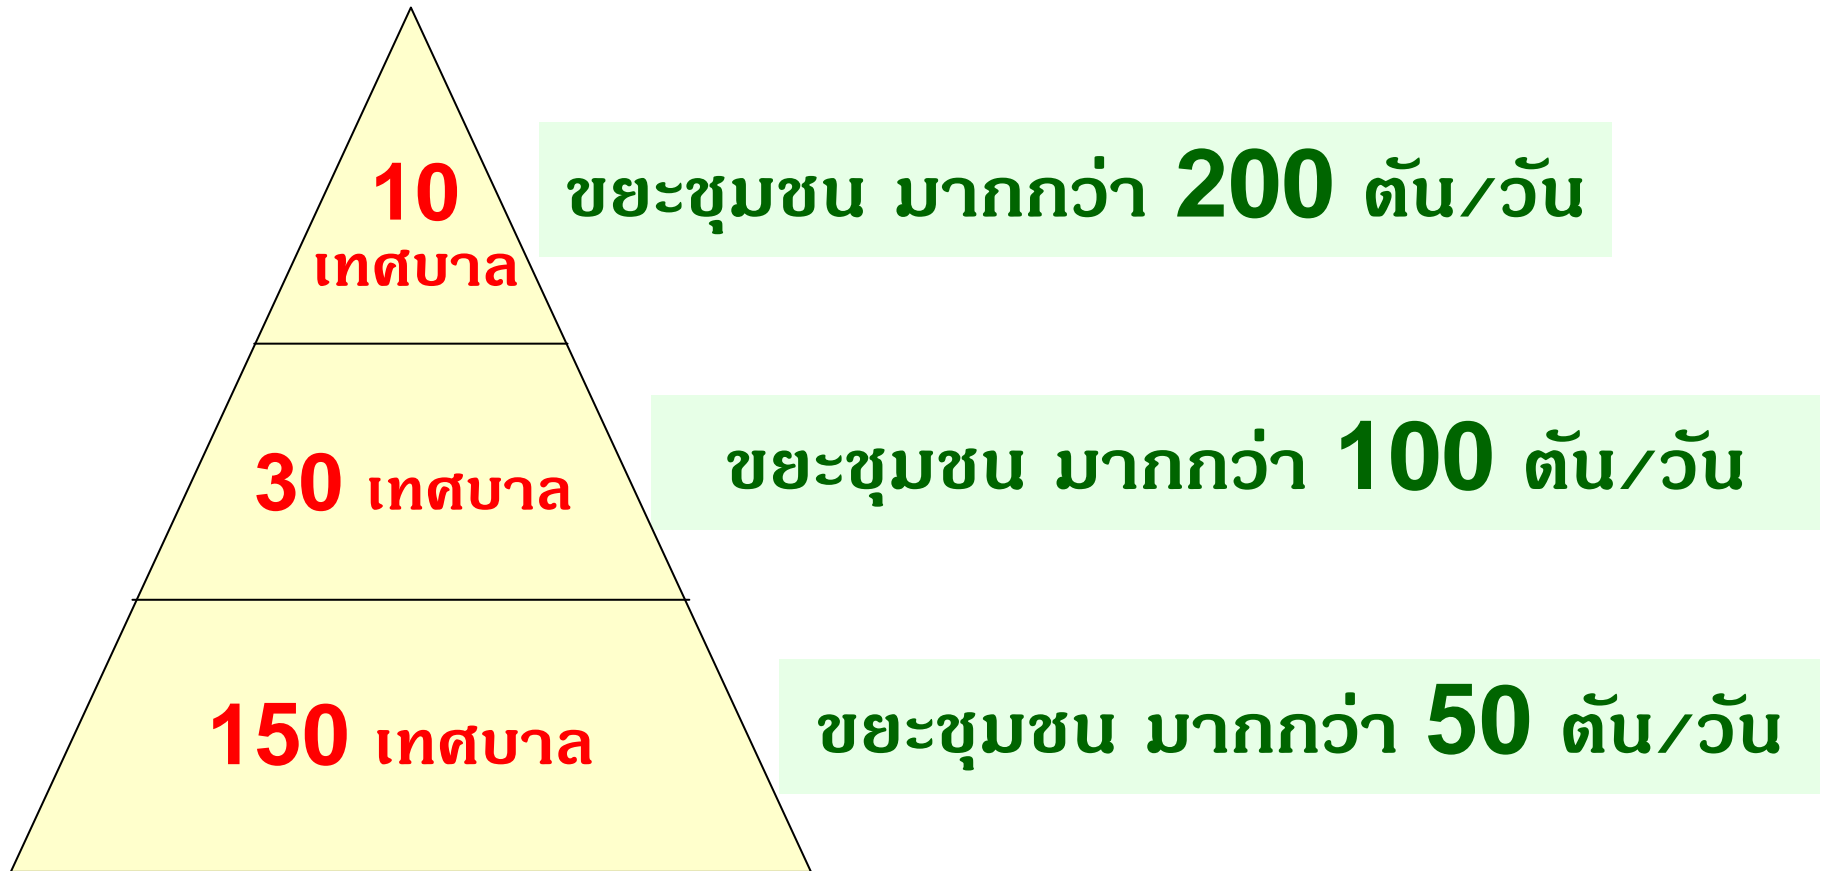 10
เทศบาล
ขยะชุมชน มากกว่า 200 ตัน/วัน
30 เทศบาล
ขยะชุมชน มากกว่า 100 ตัน/วัน
150 เทศบาล
ขยะชุมชน มากกว่า 50 ตัน/วัน